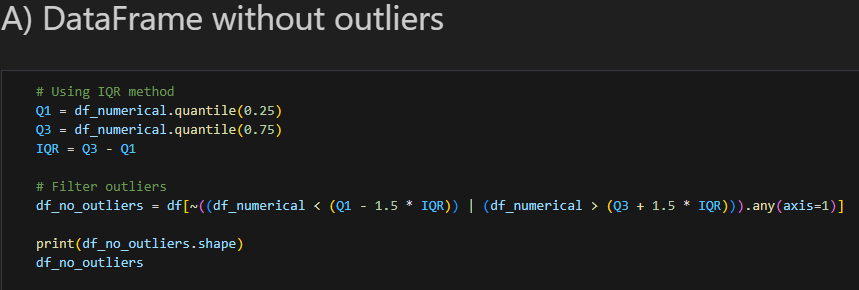 A) DataFrame without outliers
# Using IQR method
Q1 = df_numerical.quantile(0.25)
Q3 = df_numerical.quantile(0.75)
IQR = Q3 - Q1
# Filter outliers
df_no_outliers = df[~((df_numerical < (Q1 - 1.5 * IQR)) | (df_numerical > (Q3 + 1.5 * IQR))).any(axis=1)]
print(df_no_outliers.shape)
df_no_outliers